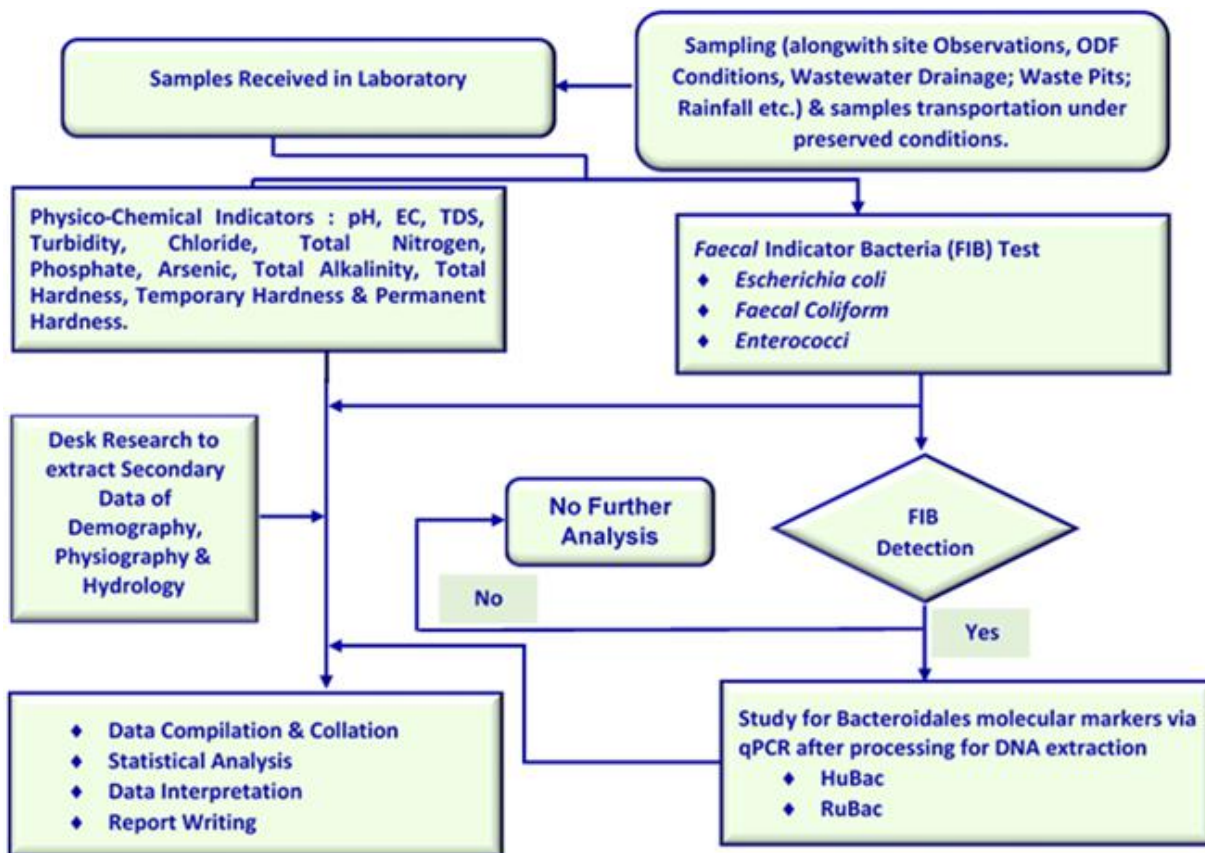 Samples Received in Laboratory
Sampling (alongwith site Observations, ODF
Conditions, Wastewater Drainage; Waste Pits;
Rainfall etc.) & samples transportation under
preserved conditions.
Physico-Chemical Indicators : pH, EC, TDS,
Turbidity, Chloride, Total Nitrogen,
Phosphate, Arsenic, Total Alkalinity, Total
Hardness, Temporary Hardness & Permanent
Hardness.
Faecal Indicator Bacteria (FIB) Test
♦ Escherichia coli
♦ Faecal Coliform
♦ Enterococci
Desk Research to
extract Secondary
Data of
Demography,
Physiography &
Hydrology
No Further
Analysis
FIB
Detection
No
Yes
♦ Data Compilation & Collation
♦ Statistical Analysis
♦ Data Interpretation
♦ Report Writing
Study for Bacteroidales molecular markers via
qPCR after processing for DNA extraction
♦ HuBac
♦ RuBac